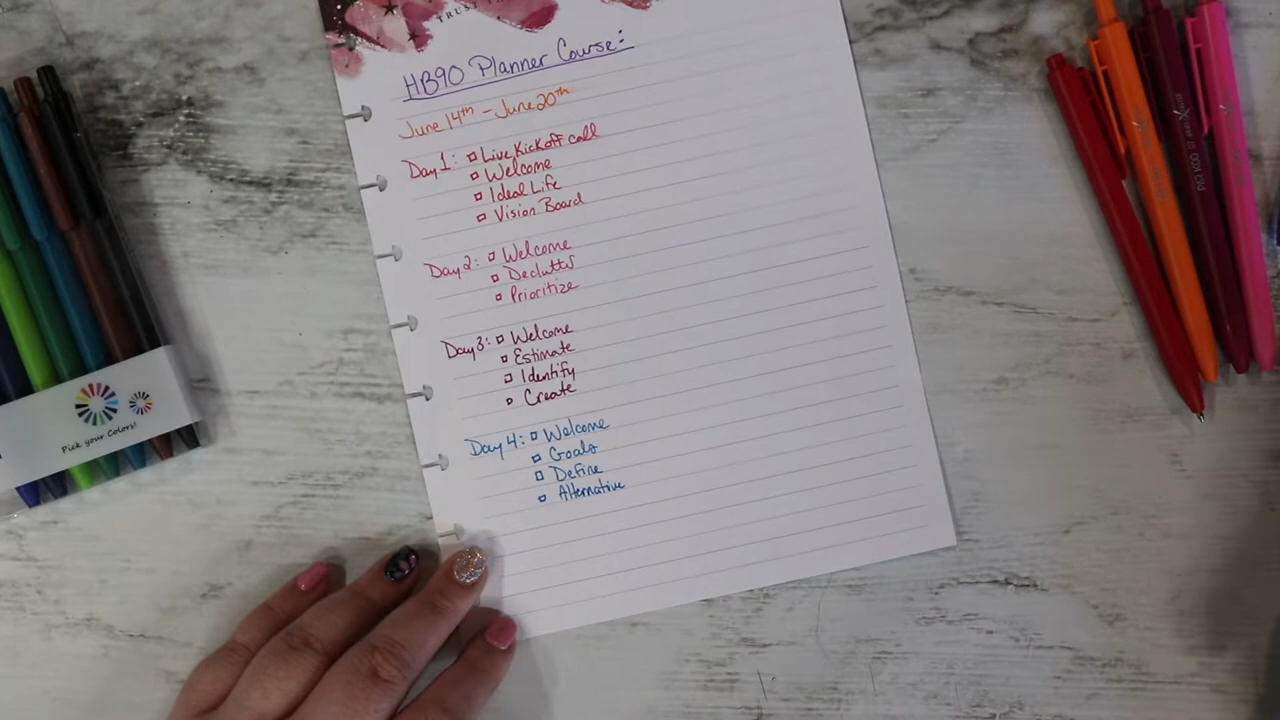 TRUST
HB90 Planner Course:
June 14th - June 20th
Day 1: Live Kickoff call
Welcome
Ideal Life
Vision Board
Day 2: Welcome
Declutter
Prioritize
Day 3: Welcome
Estimate
Identify
Create
Day 4: Welcome
Goals
Define
Alternative
Pick your Colors!